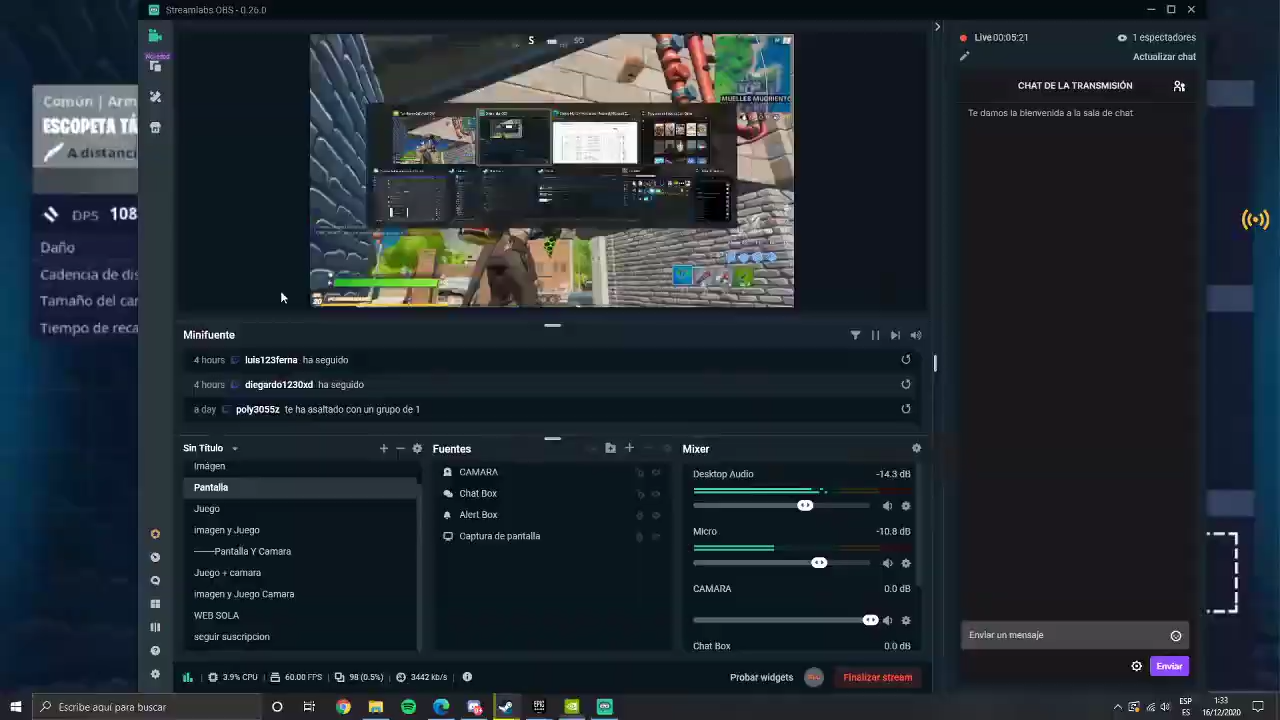 Streamlabs OBS - 0.26.0
Común | Arm
ESCOPETA TÁ
A distanci
DPS 108
Daño
Cadencia de dis
Tamaño del car
Tiempo de reca
MUELLES MUGRIENTO
Minifuente
4 hours luis123ferna ha seguido
4 hours diegardo1230xd ha seguido
a day poly3055z te ha asaltado con un grupo de 1
Sin Título
Imágen
Pantalla
Juego
imagen y Juego
-------Pantalla Y Camara
Juego + camara
imagen y Juego Camara
WEB SOLA
seguir suscripcion
Fuentes
CAMARA
Chat Box
Alert Box
Captura de pantalla
Mixer
Desktop Audio -14.3 dB
Micro -10.8 dB
CAMARA 0.0 dB
Chat Box 0.0 dB
3.9% CPU 60.00 FPS 98 (0.5%) 3442 kb/s
Probar widgets
REC
Finalizar stream
Live 00:05:21 1 espectadores
Actualizar chat
CHAT DE LA TRANSMISIÓN
Te damos la bienvenida a la sala de chat
Enviar un mensaje
Enviar
Escribe aquí para buscar
ESP
ES
1:33
16/12/2020